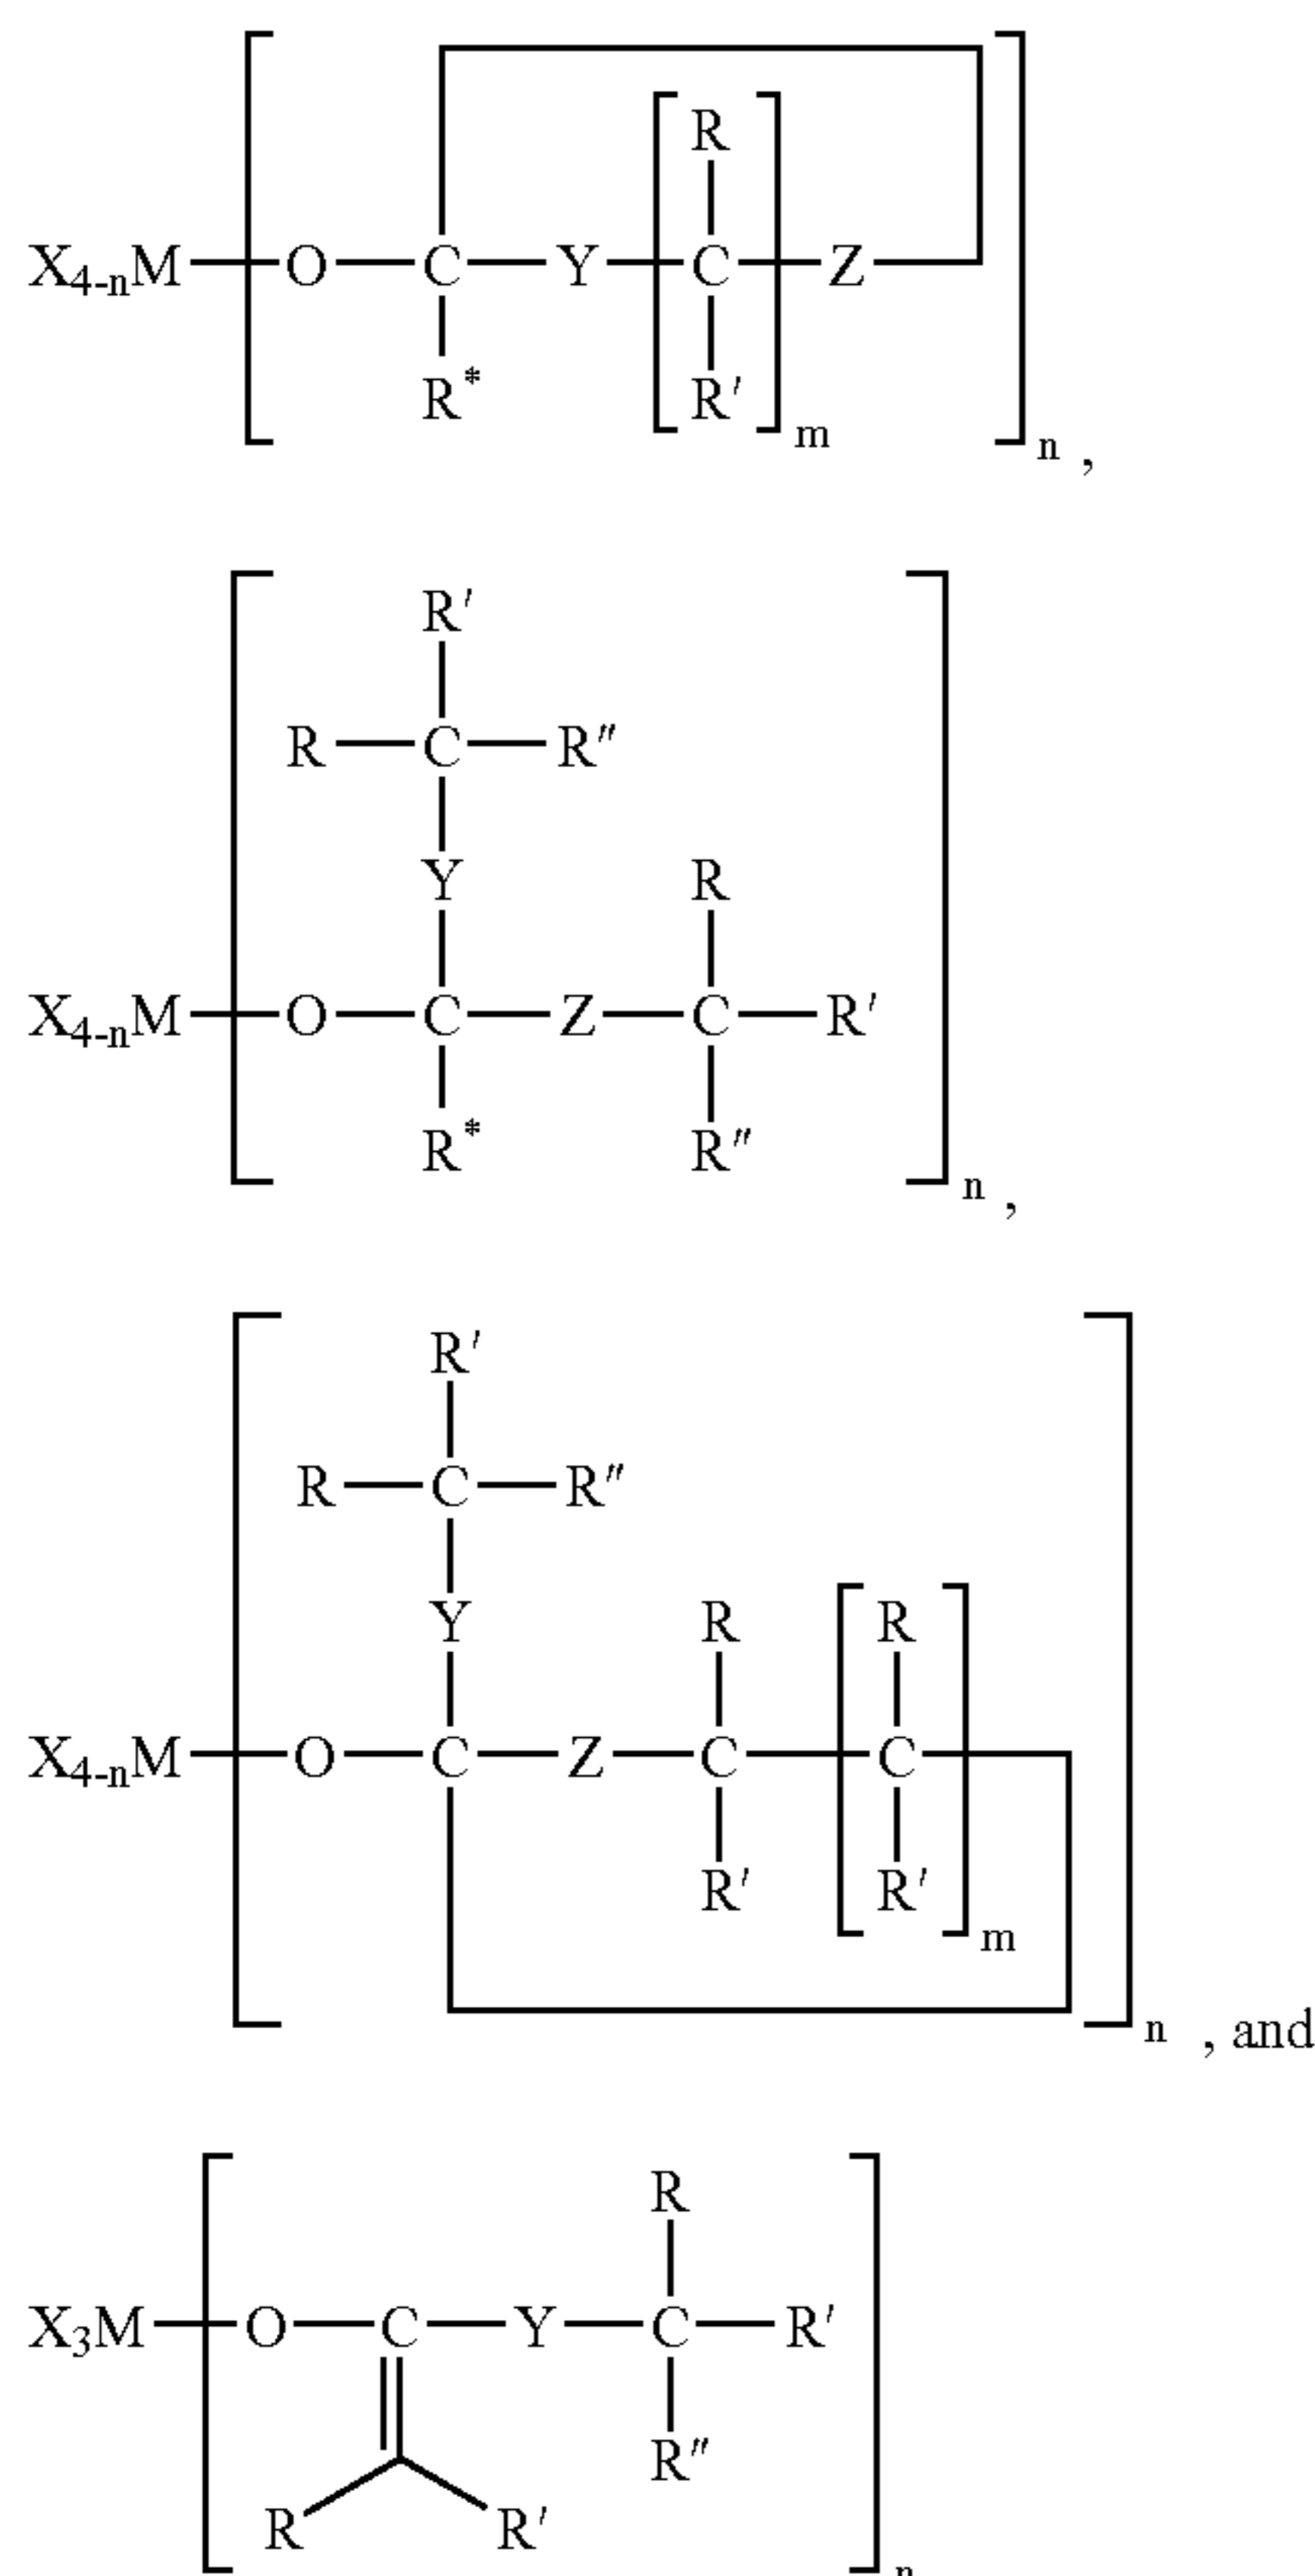 R
X4-nM O C Y C Z
R* R' m n ,
R'
R C R"
Y R
X4-nM O C Z C R'
R* R" n ,
R'
R C R"
Y R R
X4-nM O C Z C C
R' R' m
n , and
R
X3M O C Y C R'
R"
R R' n